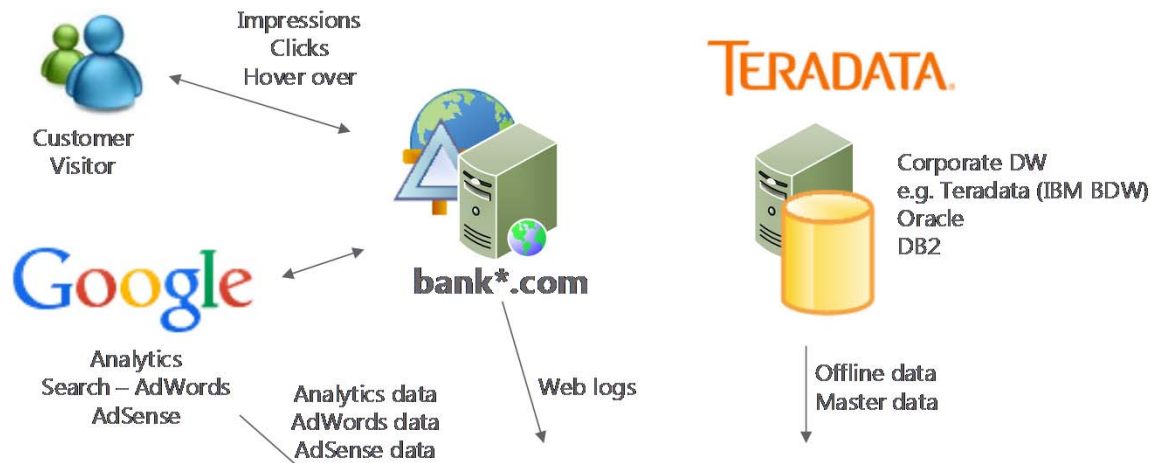 Impressions
Clicks
Hover over
Customer
Visitor
TERADATA®
Corporate DW
e.g. Teradata (IBM BDW)
Oracle
DB2
bank*.com
Google
Analytics
Search – AdWords
AdSense
Analytics data
AdWords data
AdSense data
Web logs
Offline data
Master data